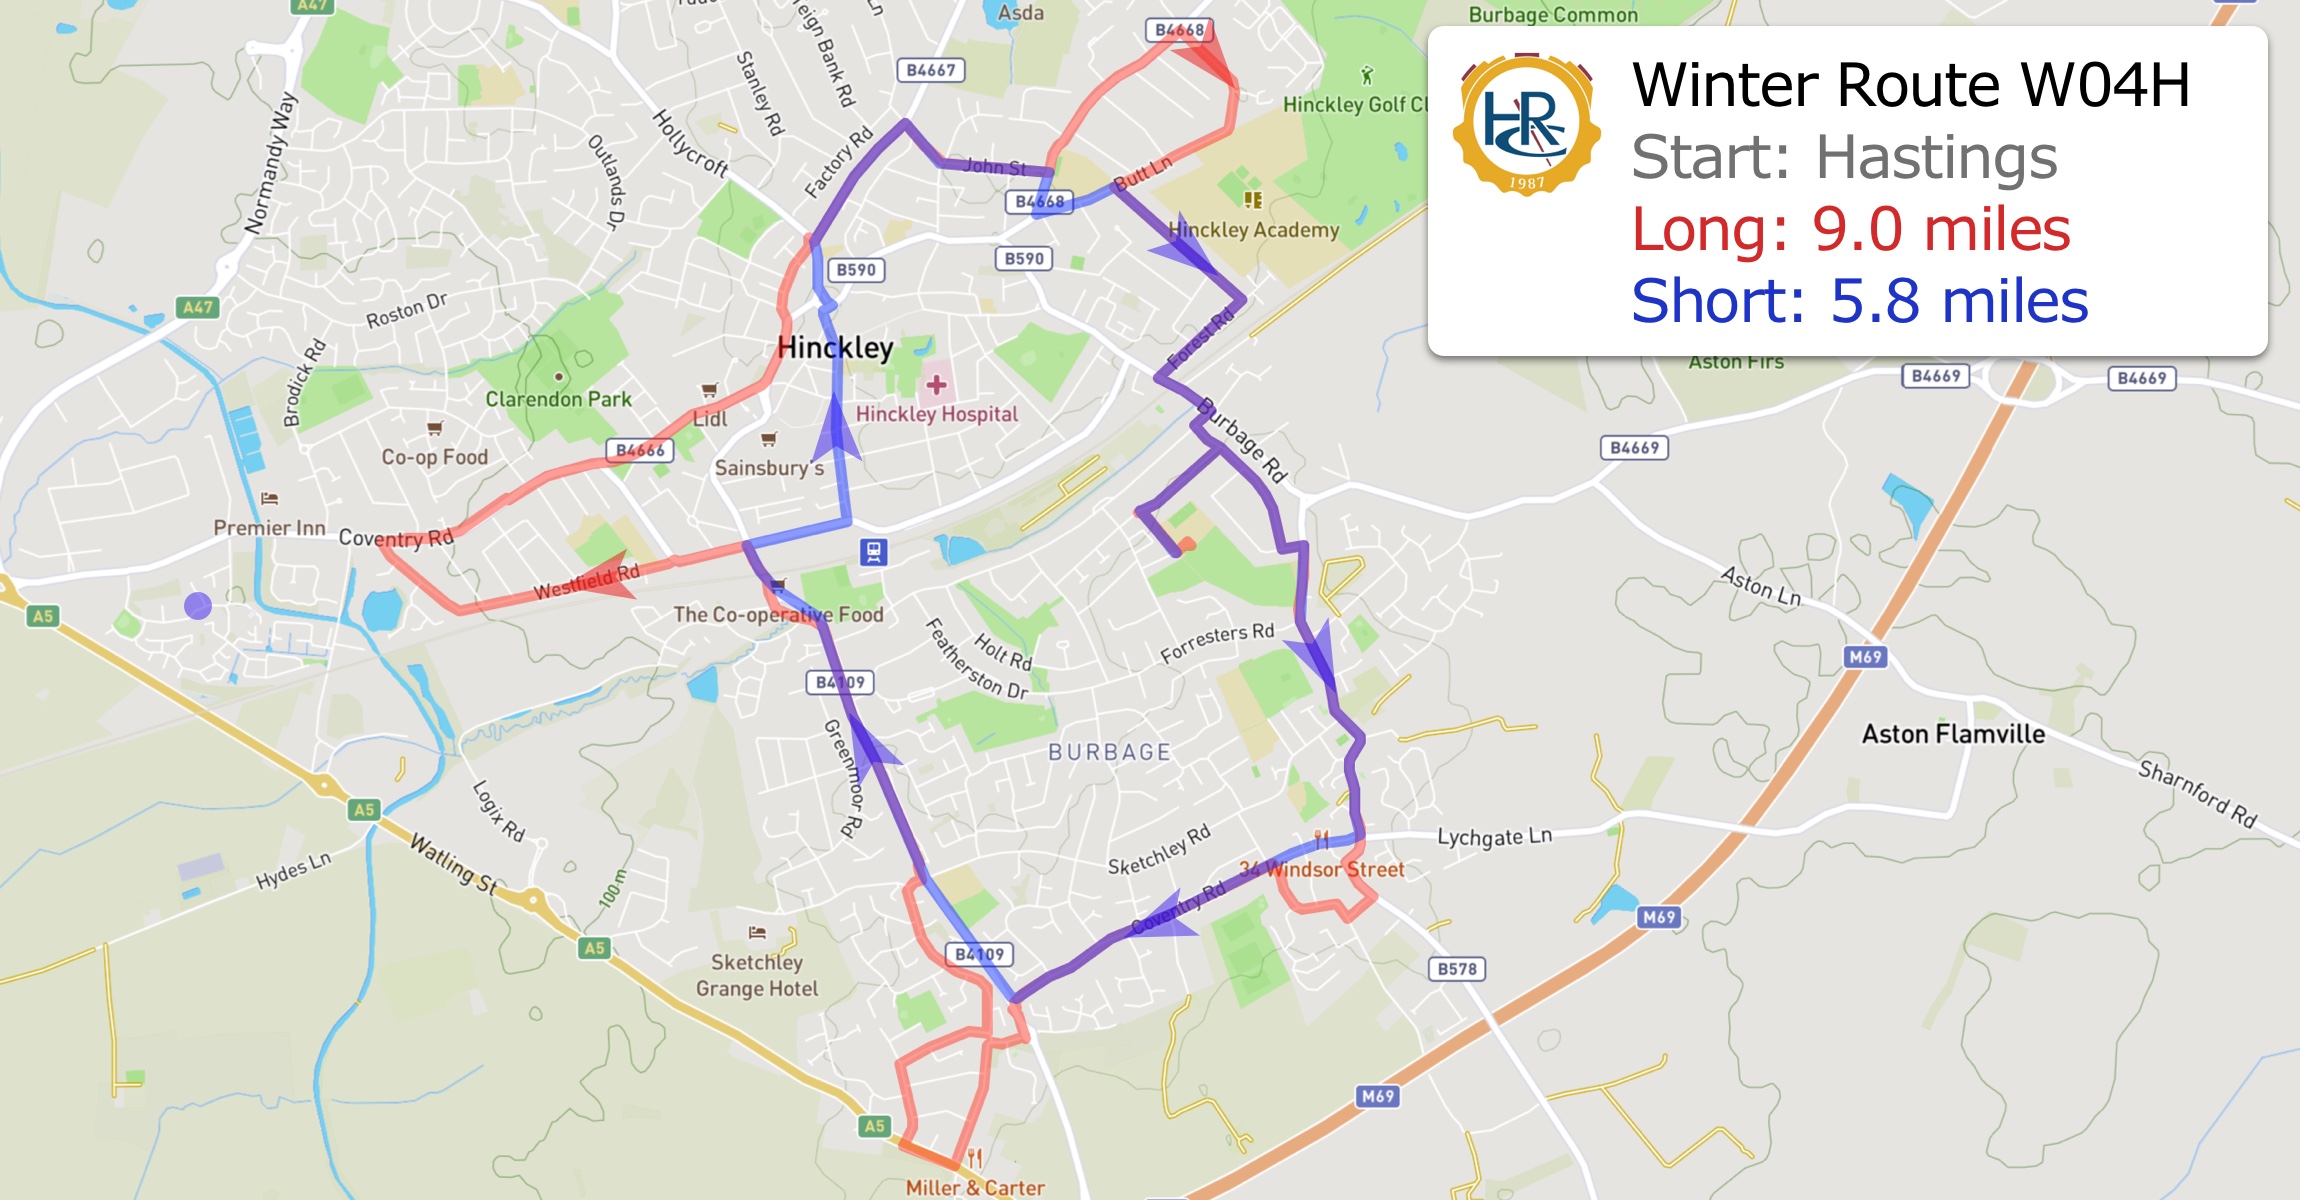 Winter Route W04H
Start: Hastings
Long: 9.0 miles
Short: 5.8 miles
HR
1987
A47
Asda
B4668
Burbage Common
B4667
Stanley Rd
Hollycroft
Normandy Way
Outlands Dr
Factory Rd
John St
Butt Ln
B4668
Hinckley Golf Cl
Hinckley Academy
B590
B590
A47
Roston Dr
Brodick Rd
Hinckley
Forest Rd
Clarendon Park
Lidl
Hinckley Hospital
Burbage Rd
Aston Firs
B4669
B4669
B4669
Co-op Food
B4666
Sainsbury's
Premier Inn
Coventry Rd
Westfield Rd
The Co-operative Food
A5
Aston Ln
M69
Forresters Rd
Holt Rd
Featherston Dr
B4109
Greenmoor Rd
BURBAGE
Aston Flamville
Sharnford Rd
A5
Logix Rd
Watling St
Hydes Ln
100 m
Sketchley Rd
Lychgate Ln
34 Windsor Street
Coventry Rd
M69
A5
Sketchley
Grange Hotel
B4109
B578
M69
A5
Miller & Carter